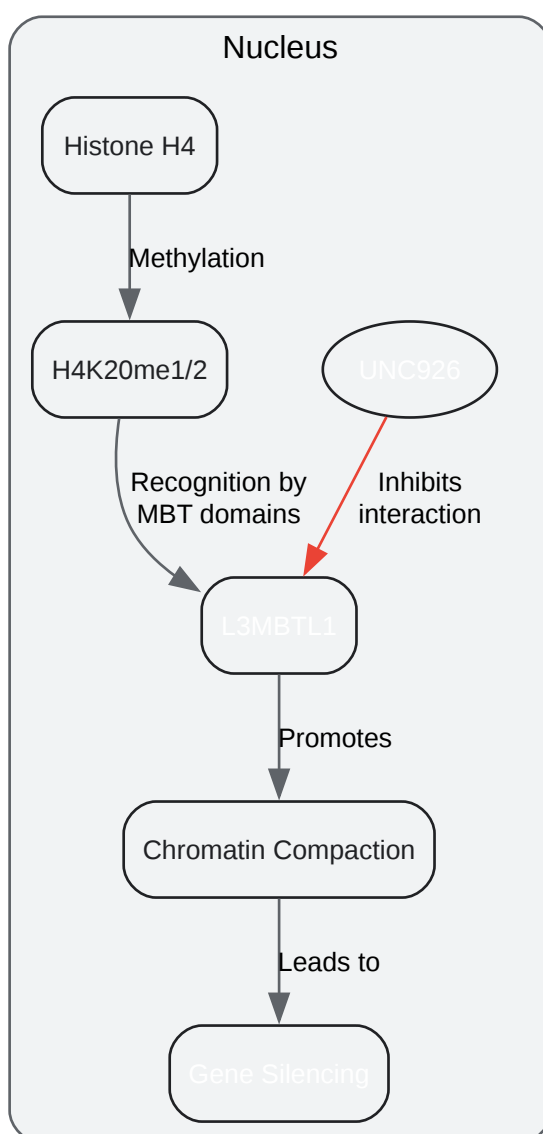 Nucleus
Histone H4
Methylation
H4K20me1/2
UNC926
Recognition by
MBT domains
Inhibits
interaction
L3MBTL1
Promotes
Chromatin Compaction
Leads to
Gene Silencing